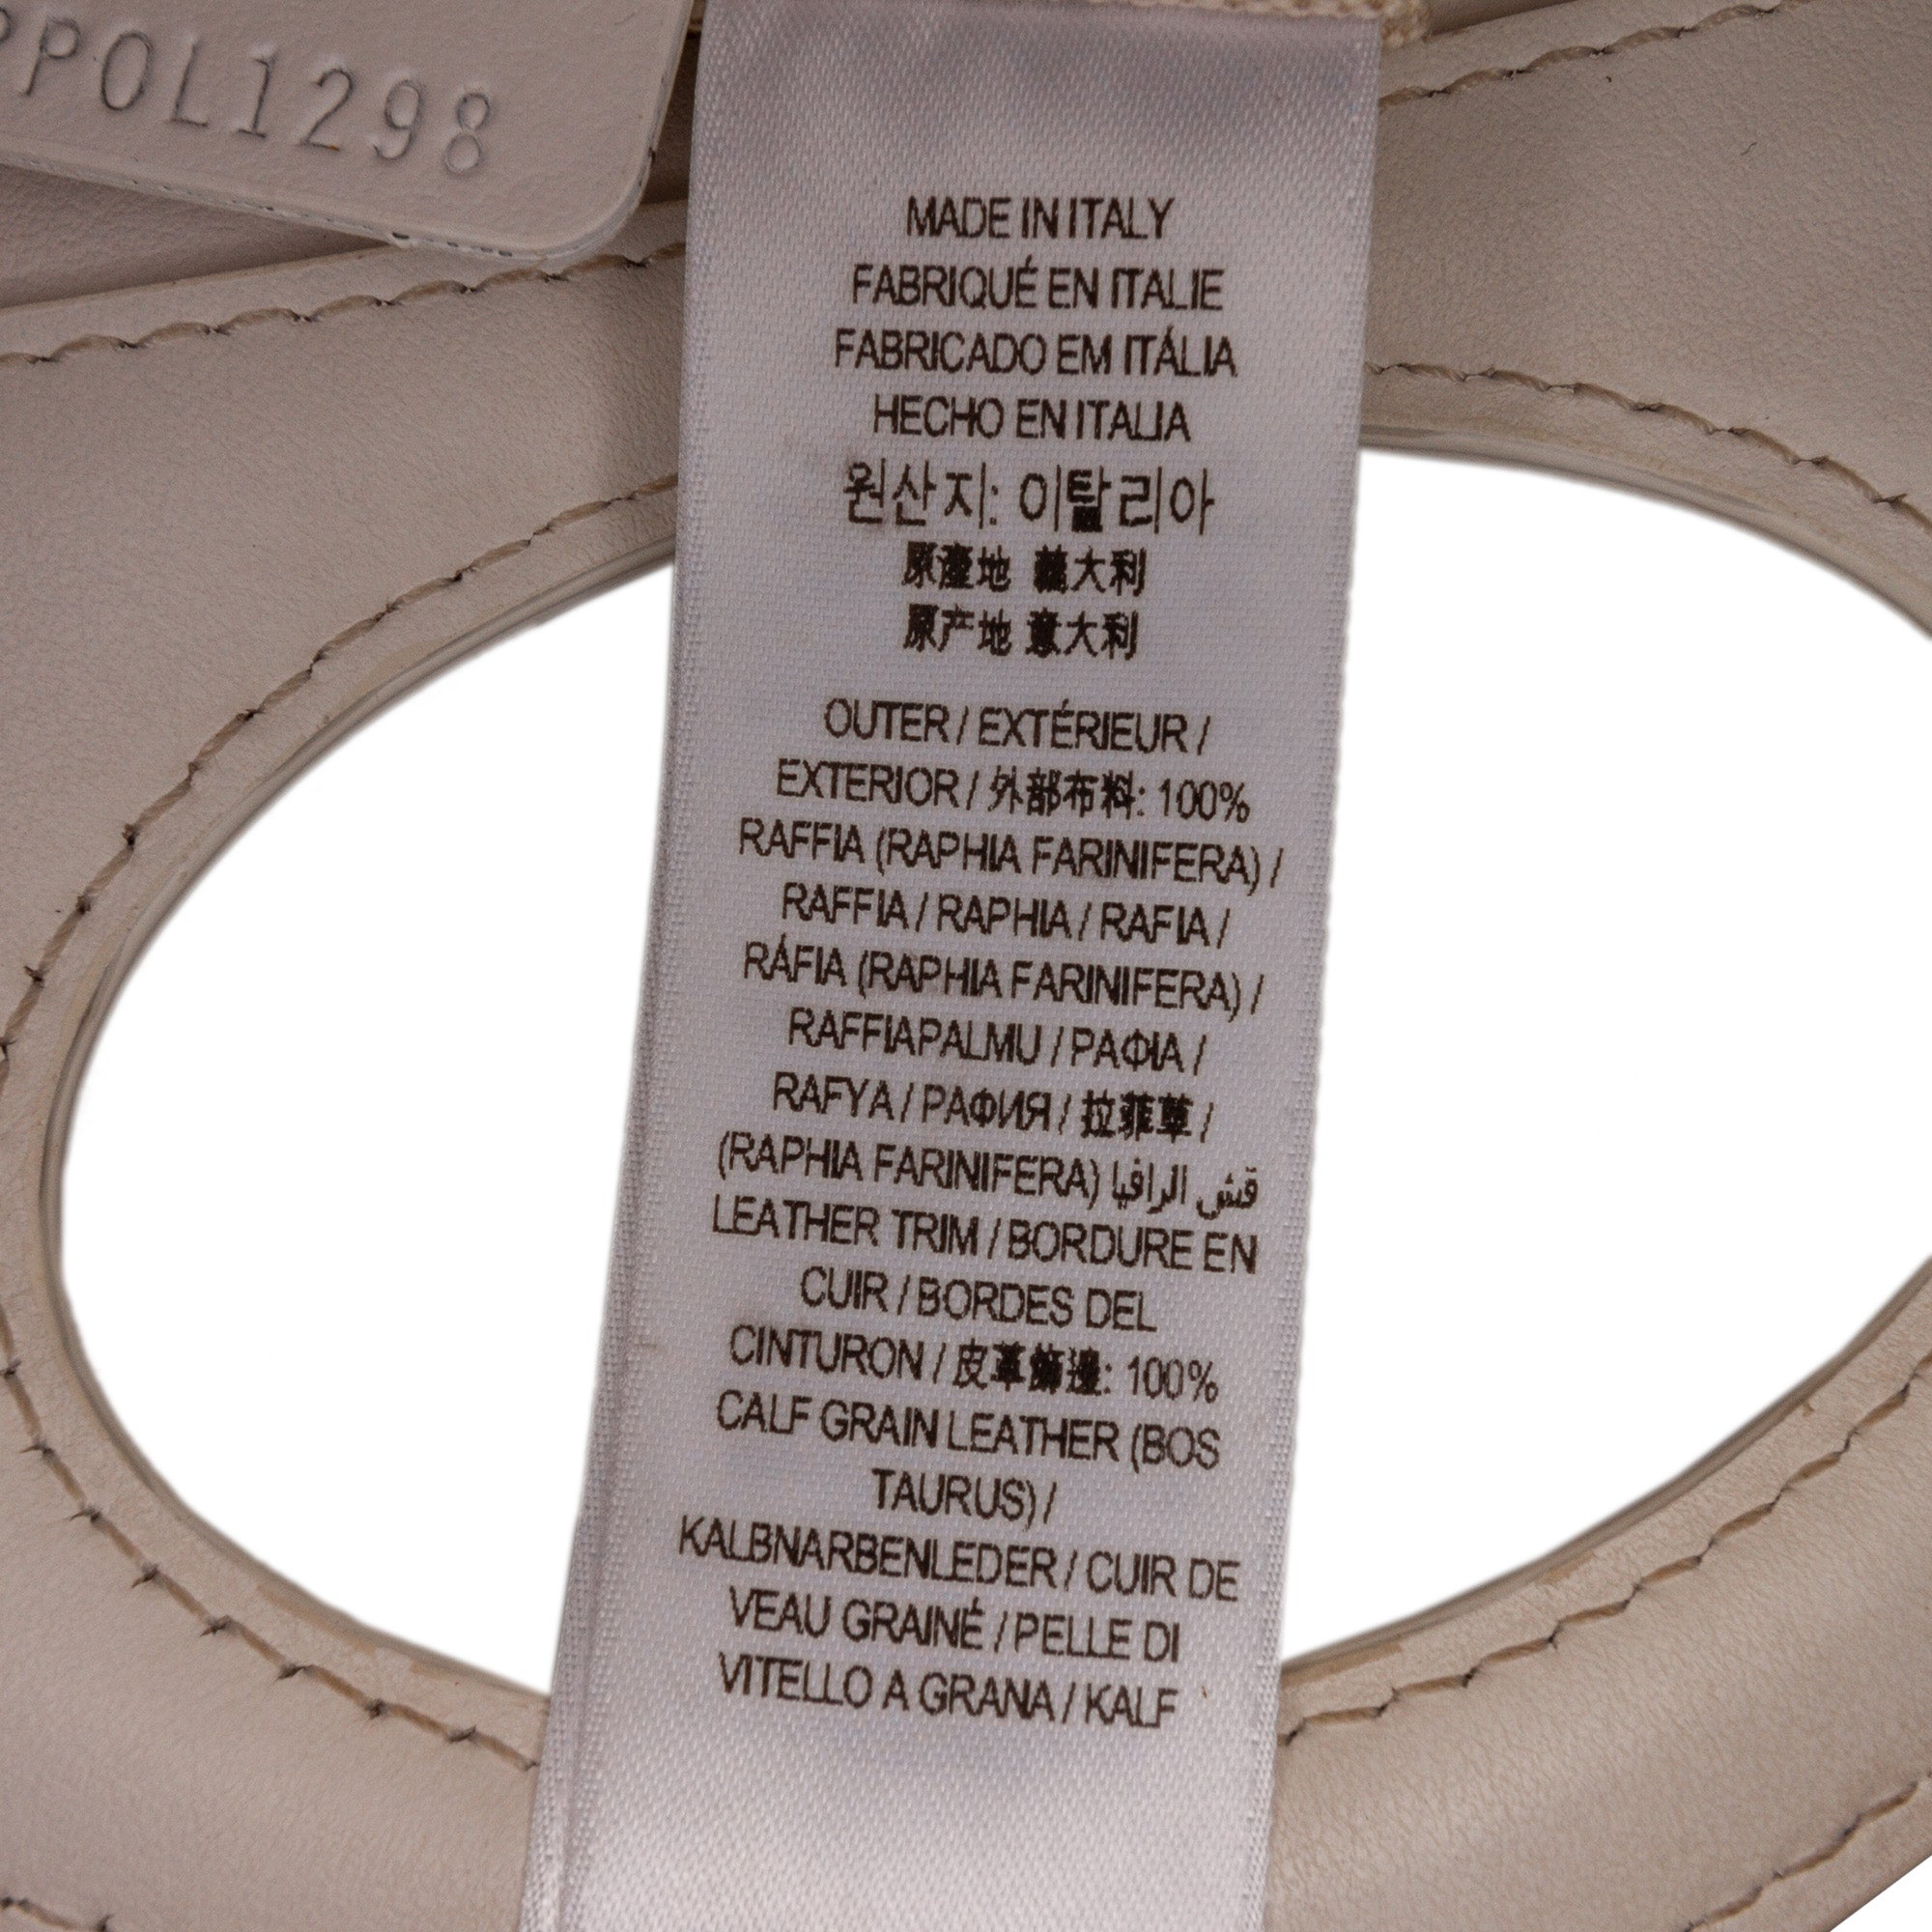 PPOL1298
MADE IN ITALY
FABRIQUÉ EN ITALIE
FABRICADO EM ITÁLIA
HECHO EN ITALIA
원산지: 이탈리아
原產地 義大利
原产地 意大利
OUTER / EXTÉRIEUR /
EXTERIOR / 外部布料: 100%
RAFFIA (RAPHIA FARINIFERA) /
RAFFIA / RAPHIA / RAFIA /
RÁFIA (RAPHIA FARINIFERA) /
RAFFIAPALMU / РАФІА /
RAFYA / РАФИЯ / 拉菲草 /
(RAPHIA FARINIFERA) قش الرافيا
LEATHER TRIM / BORDURE EN
CUIR / BORDES DEL
CINTURON / 皮革飾邊: 100%
CALF GRAIN LEATHER (BOS
TAURUS) /
KALBNARBENLEDER / CUIR DE
VEAU GRAINÉ / PELLE DI
VITELLO A GRANA / KALF